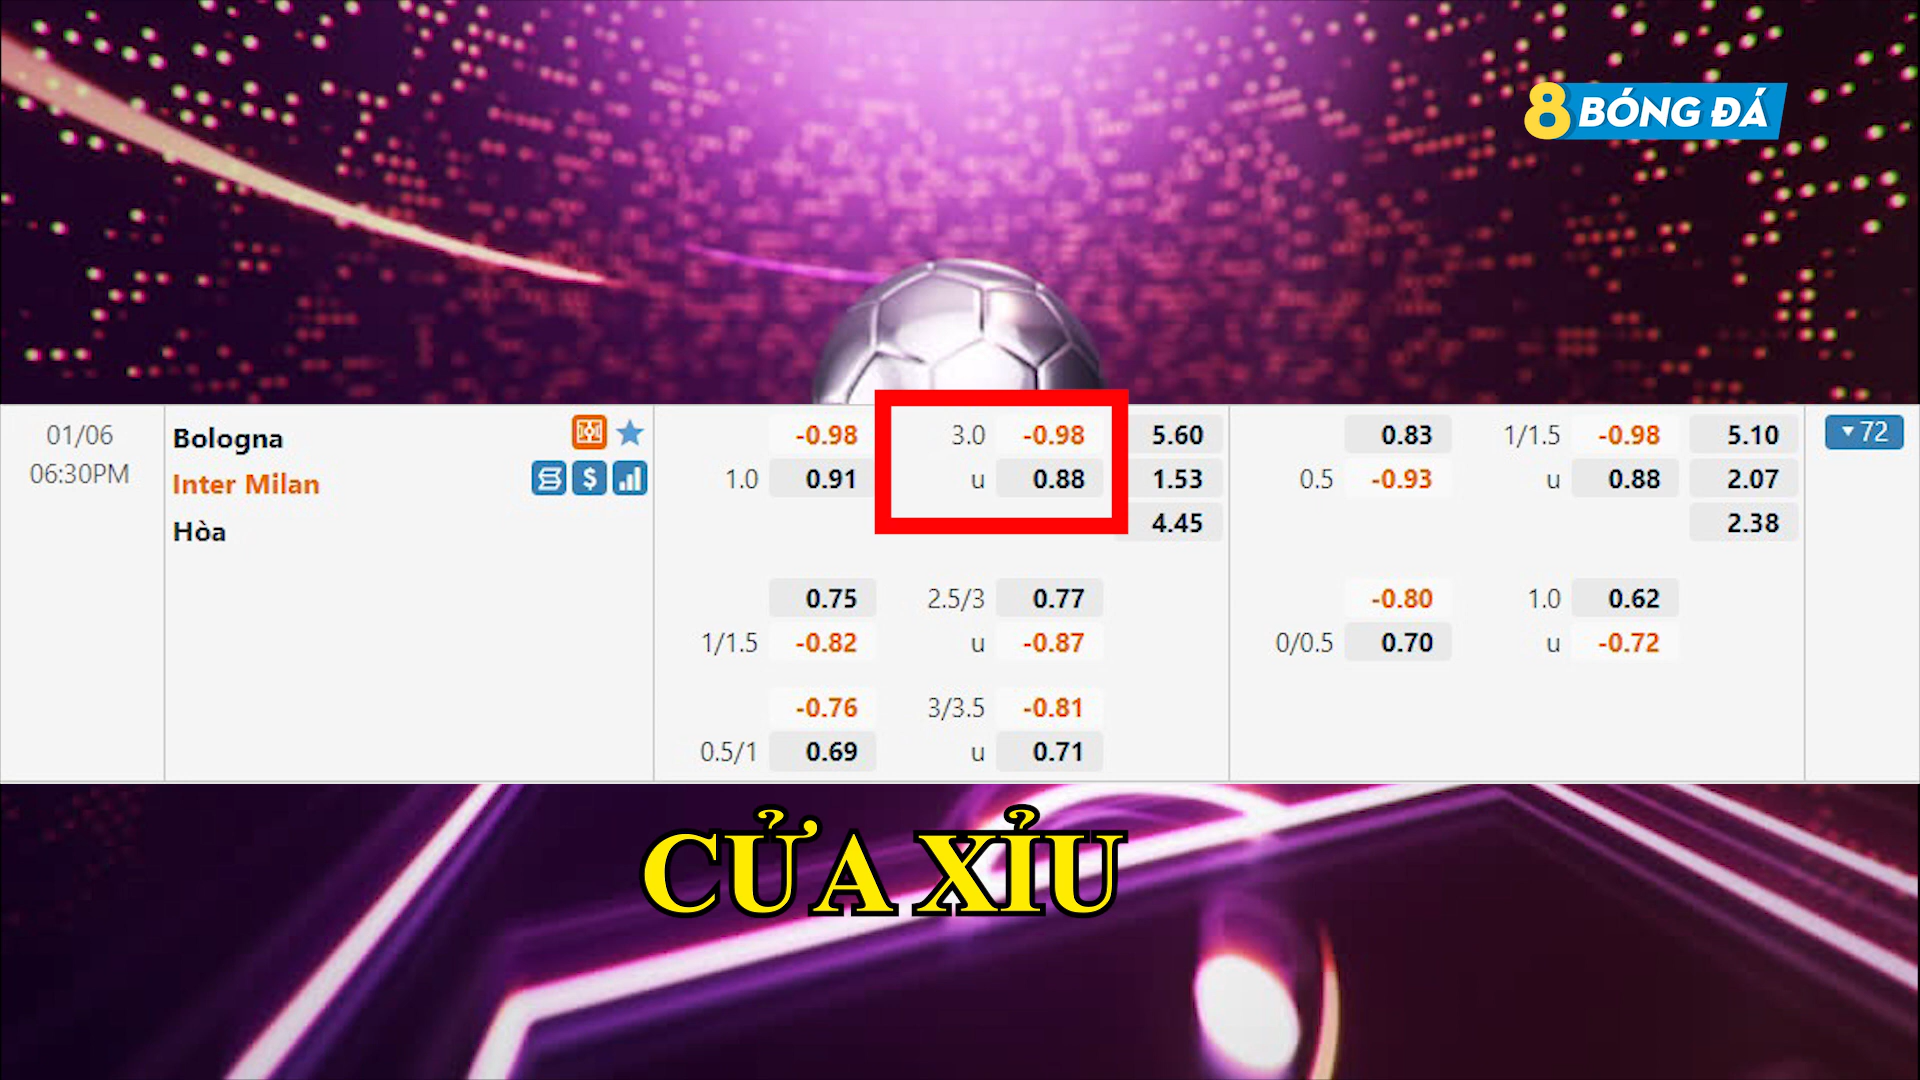 8 BÓNG ĐÁ
01/06 Bologna -0.98 3.0 -0.98 5.60 0.83 1/1.5 -0.98 5.10 ▼72
06:30PM Inter Milan $ 1.0 0.91 u 0.88 1.53 0.5 -0.93 u 0.88 2.07
Hòa 4.45 2.38
0.75 2.5/3 0.77 -0.80 1.0 0.62
1/1.5 -0.82 u -0.87 0/0.5 0.70 u -0.72
-0.76 3/3.5 -0.81
0.5/1 0.69 u 0.71
CỬA XỈU